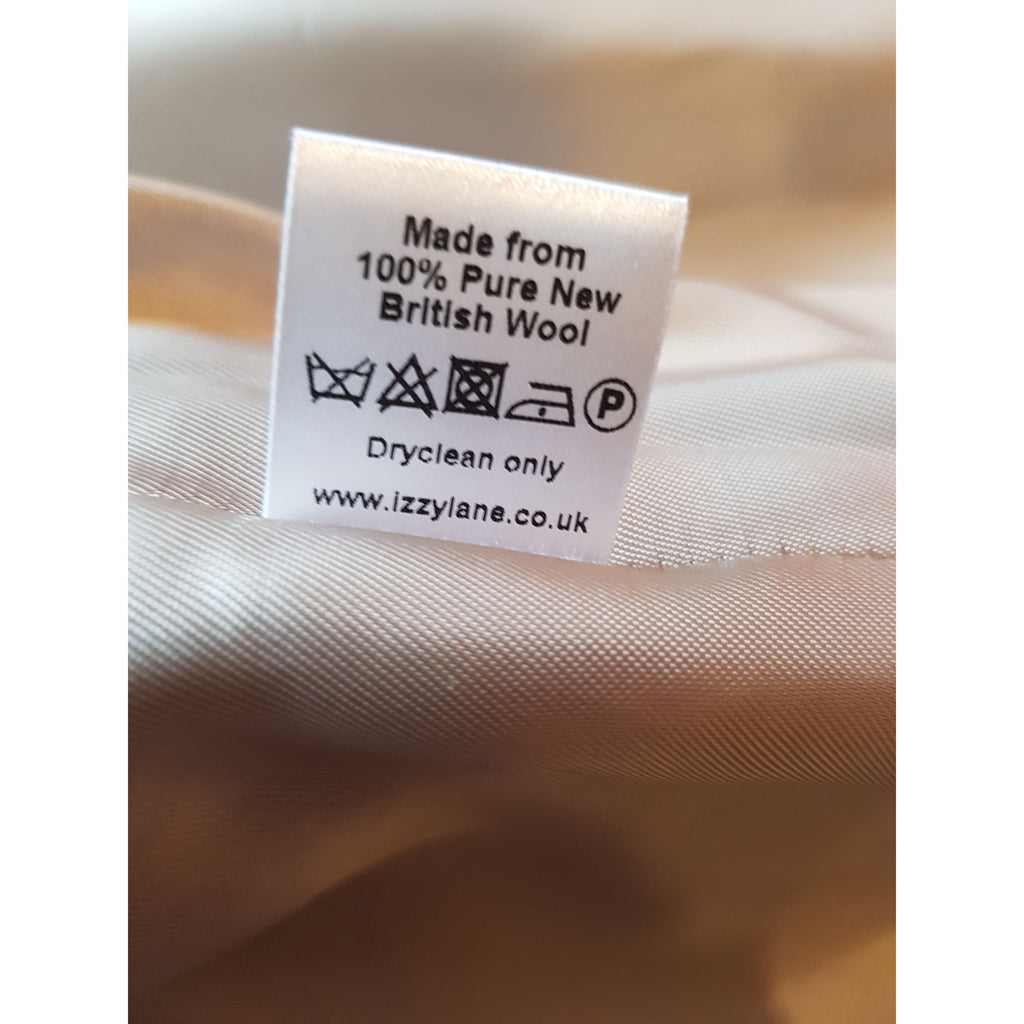 Made from
100% Pure New
British Wool
P
Dryclean only
www.izzylane.co.uk